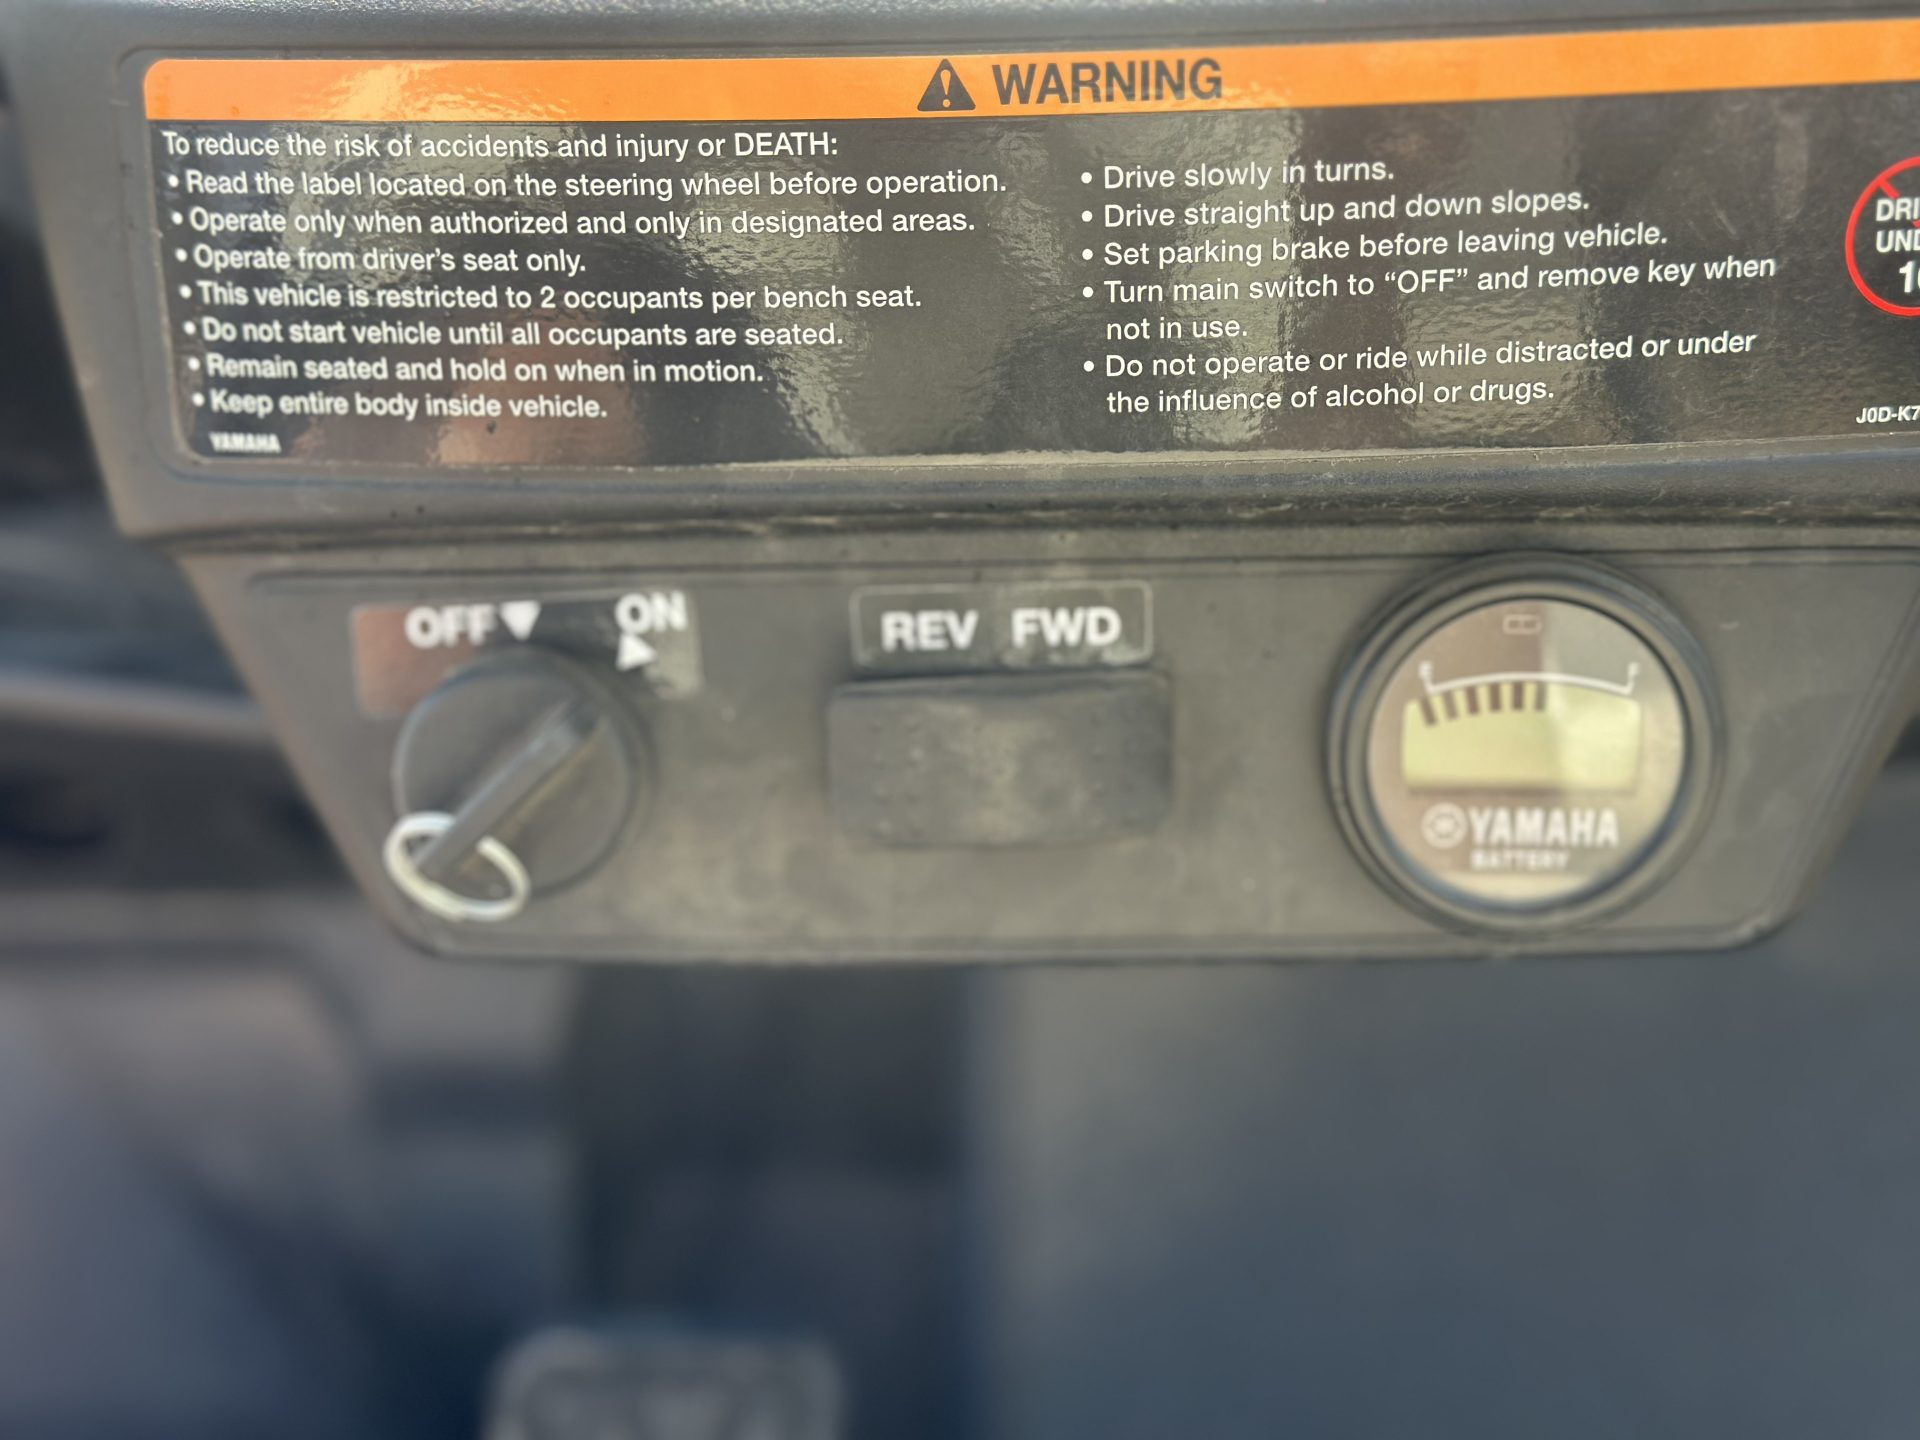 WARNING
To reduce the risk of accidents and injury or DEATH:
• Read the label located on the steering wheel before operation.
• Operate only when authorized and only in designated areas.
• Operate from driver's seat only.
• This vehicle is restricted to 2 occupants per bench seat.
• Do not start vehicle until all occupants are seated.
• Remain seated and hold on when in motion.
• Keep entire body inside vehicle.
YAMAHA
• Drive slowly in turns.
• Drive straight up and down slopes.
• Set parking brake before leaving vehicle.
• Turn main switch to “OFF” and remove key when
not in use.
• Do not operate or ride while distracted or under
the influence of alcohol or drugs.
J0D-K7
OFF ON
REV FWD
YAMAHA
BATTERY